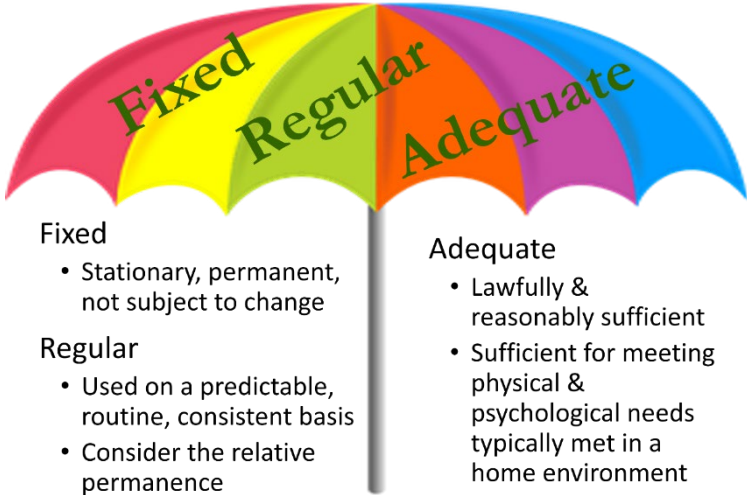 Fixed
Regular
Adequate
Fixed
• Stationary, permanent,
not subject to change
Regular
• Used on a predictable,
routine, consistent basis
• Consider the relative
permanence
Adequate
• Lawfully &
reasonably sufficient
• Sufficient for meeting
physical &
psychological needs
typically met in a
home environment